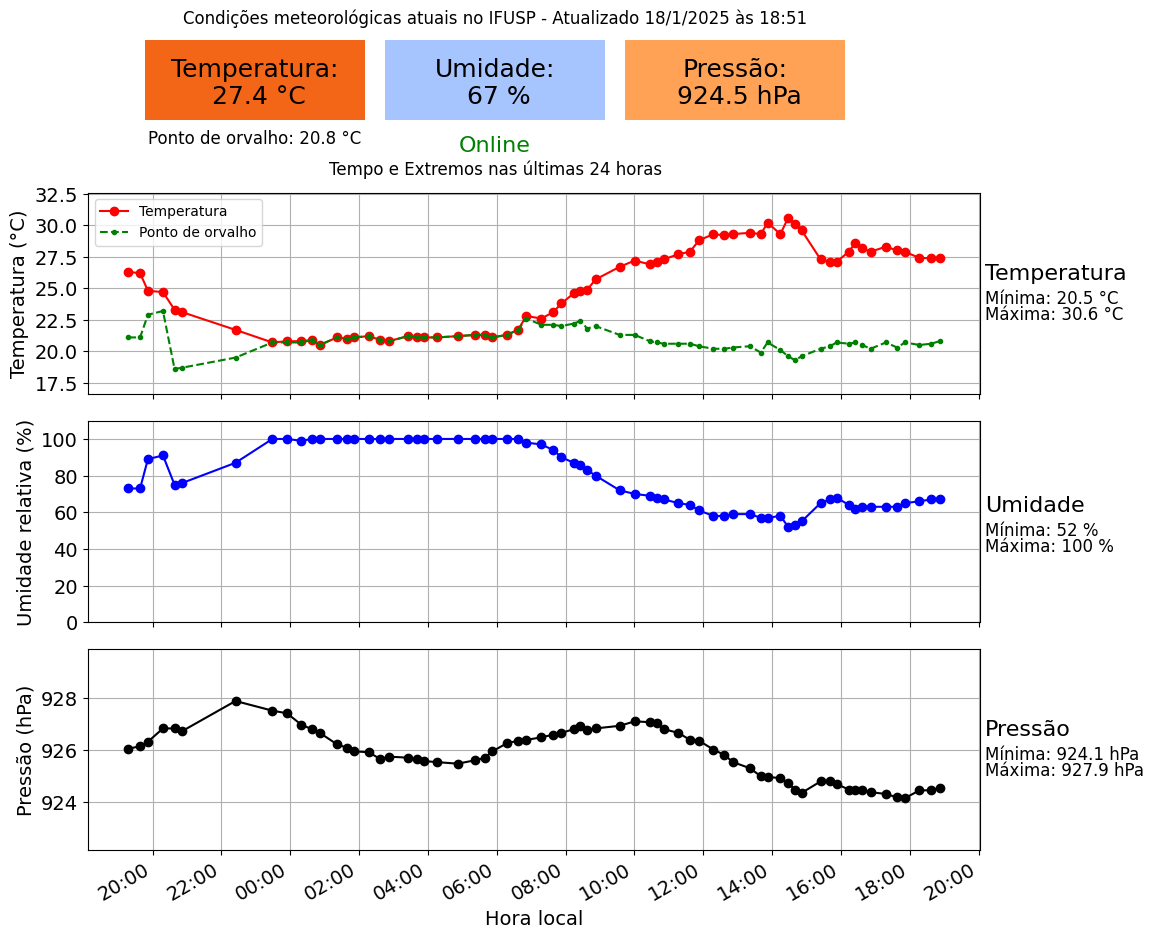 Condições meteorológicas atuais no IFUSP - Atualizado 18/1/2025 às 18:51
Temperatura:
27.4 °C
Umidade:
67 %
Pressão:
924.5 hPa
Ponto de orvalho: 20.8 °C
Online
Tempo e Extremos nas últimas 24 horas
Temperatura (°C)
32.5
30.0
27.5
25.0
22.5
20.0
17.5
Temperatura
Ponto de orvalho
Temperatura
Mínima: 20.5 °C
Máxima: 30.6 °C
Umidade relativa (%)
100
80
60
40
20
0
Umidade
Mínima: 52 %
Máxima: 100 %
Pressão (hPa)
928
926
924
Pressão
Mínima: 924.1 hPa
Máxima: 927.9 hPa
20:00
22:00
00:00
02:00
04:00
06:00
08:00
10:00
12:00
14:00
16:00
18:00
20:00
Hora local